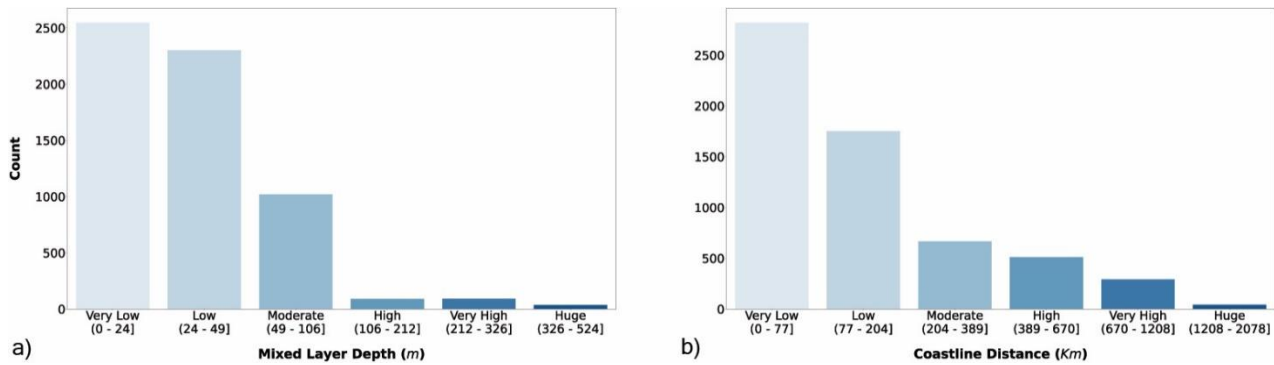 2500
2000
1500
1000
500
0
Count
Very Low
(0 - 24]
Low
(24 - 49]
Moderate
(49 - 106]
High
(106 - 212]
Very High
(212 - 326]
Huge
(326 - 524]
a)
Mixed Layer Depth (m)
2500
2000
1500
1000
500
0
Very Low
(0 - 77]
Low
(77 - 204]
Moderate
(204 - 389]
High
(389 - 670]
Very High
(670 - 1208]
Huge
(1208 - 2078]
b)
Coastline Distance (Km)